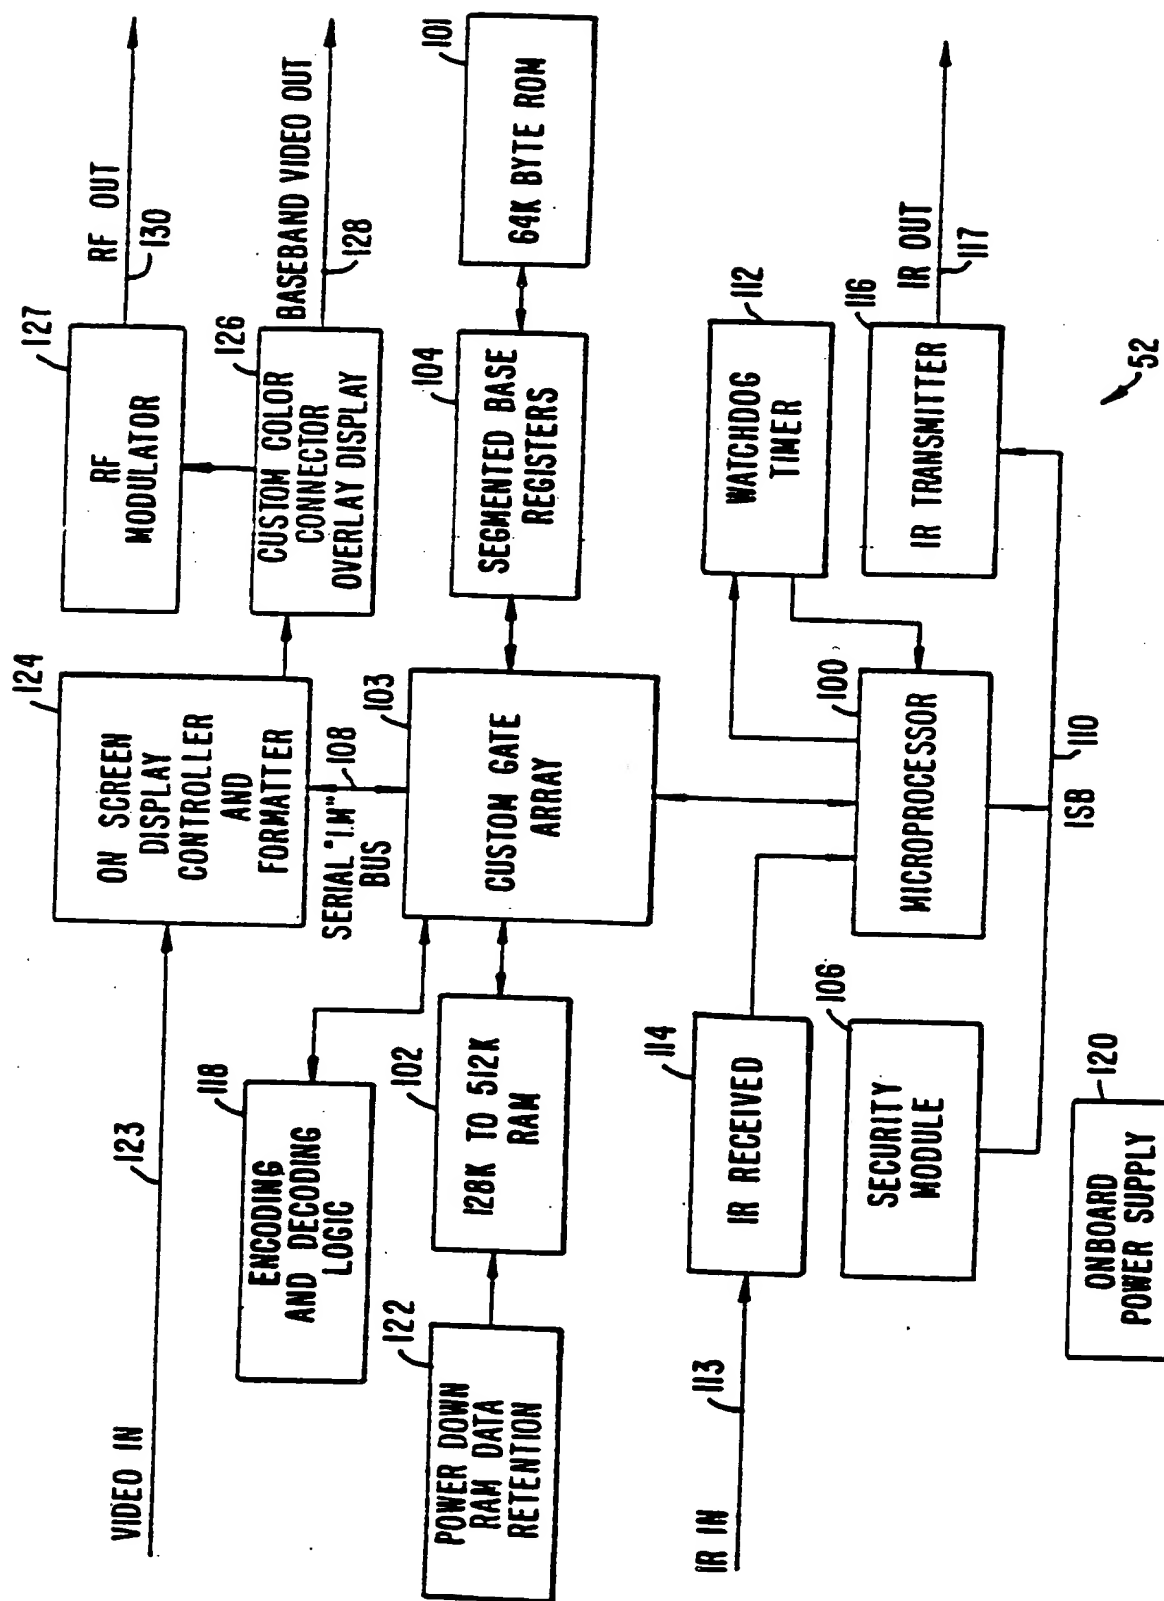 VIDEO IN
123
124
ON SCREEN
DISPLAY
CONTROLLER
AND
FORMATTER
127
RF
MODULATOR
RF OUT
130
126
CUSTOM COLOR
CONNECTOR
OVERLAY DISPLAY
BASEBAND VIDEO OUT
128
118
ENCODING
AND DECODING
LOGIC
SERIAL "I.M"
BUS
108
122
POWER DOWN
RAM DATA
RETENTION
102
128K TO 512K
RAM
103
CUSTOM GATE
ARRAY
104
SEGMENTED BASE
REGISTERS
101
64K BYTE ROM
IR IN
113
114
IR RECEIVED
112
WATCHDOG
TIMER
106
SECURITY
MODULE
100
MICROPROCESSOR
116
IR TRANSMITTER
IR OUT
117
ISB
110
120
ONBOARD
POWER SUPPLY
52